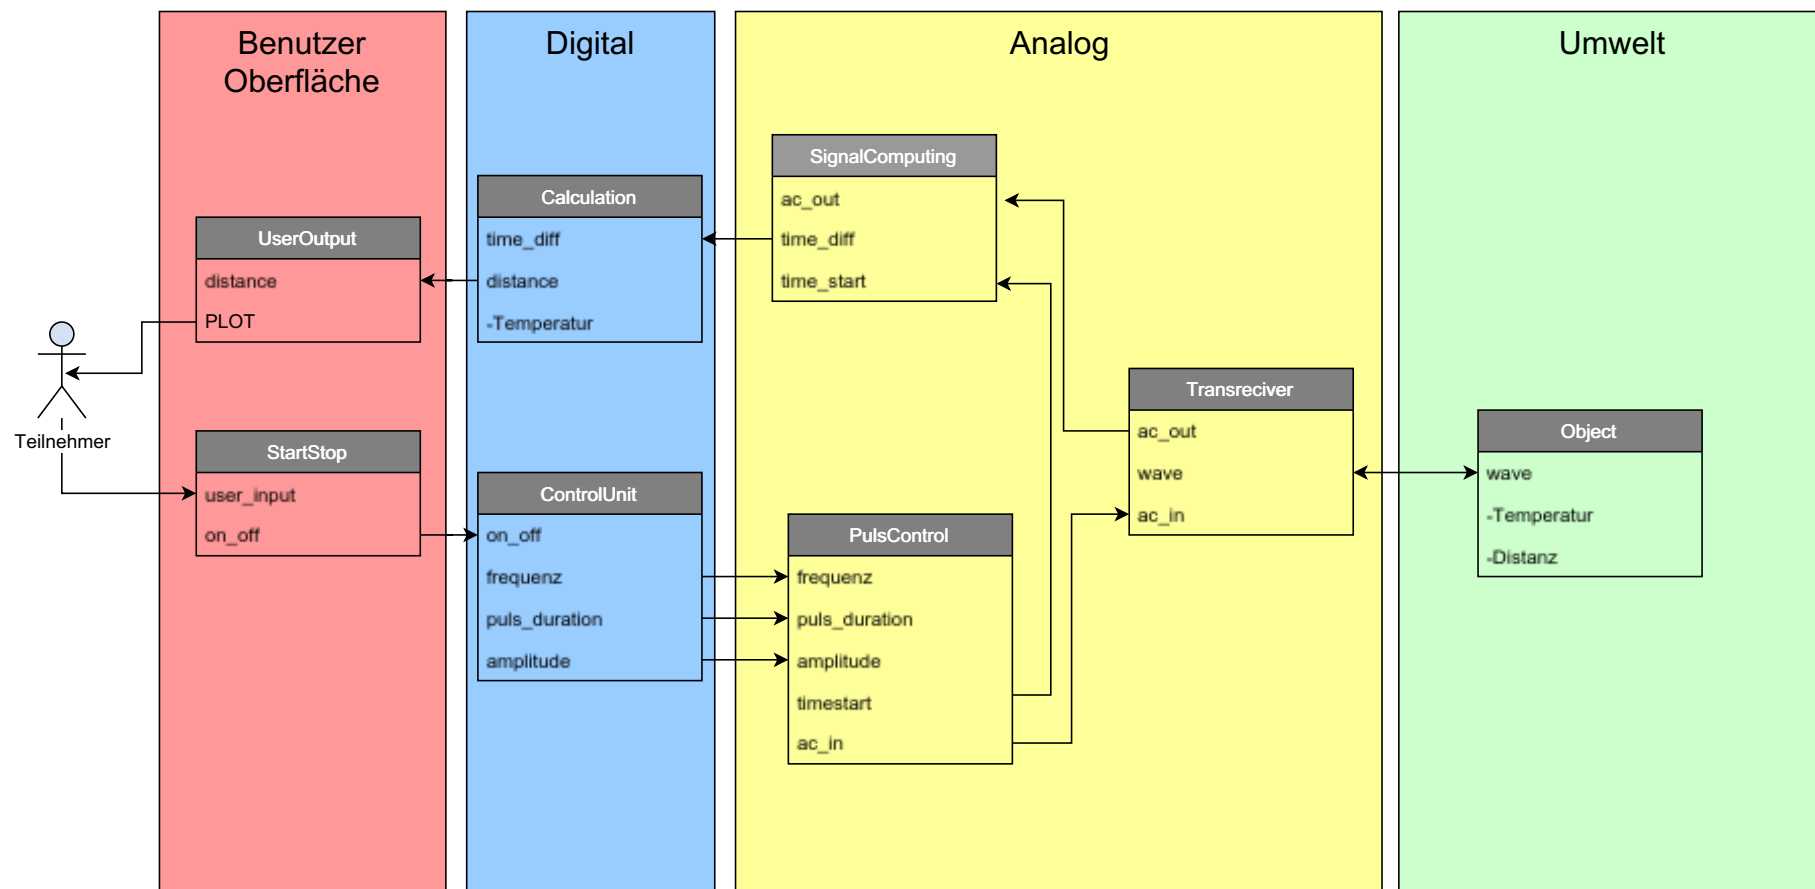 Benutzer
Oberfläche
Digital
Analog
Umwelt
SignalComputing
ac_out
time_diff
time_start
Calculation
time_diff
distance
-Temperatur
UserOutput
distance
PLOT
Teilnehmer
StartStop
user_input
on_off
ControlUnit
on_off
frequenz
puls_duration
amplitude
PulsControl
frequenz
puls_duration
amplitude
timestart
ac_in
Transreciver
ac_out
wave
ac_in
Object
wave
-Temperatur
-Distanz